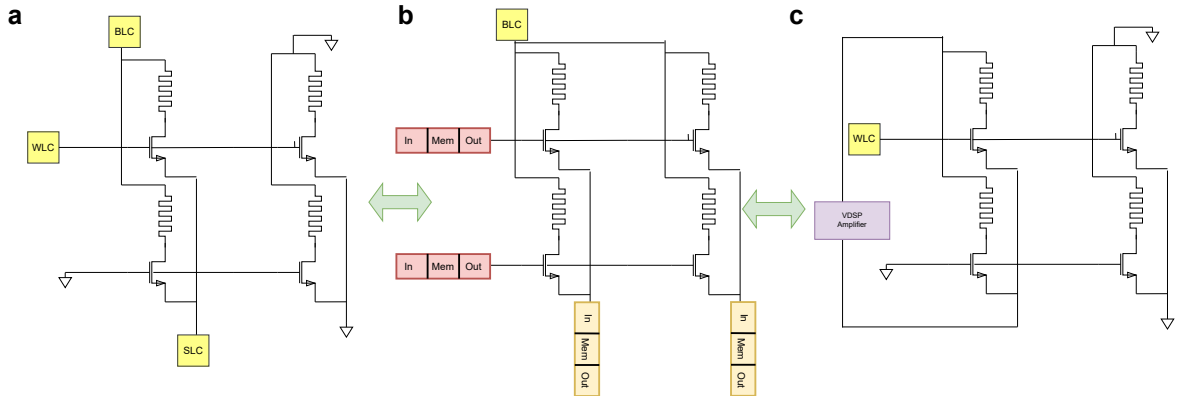 a
BLC
WLC
SLC
b
BLC
In Mem Out
In Mem Out
In Mem Out
In Mem Out
c
WLC
VDSP
Amplifier